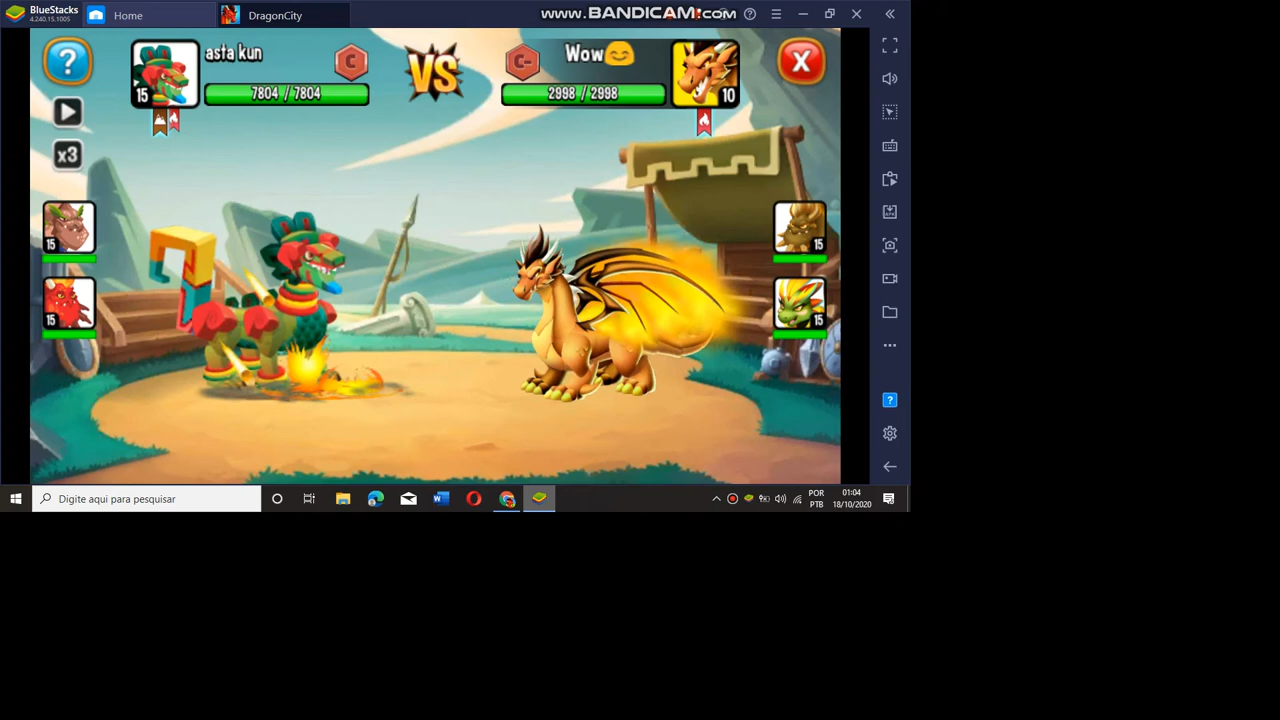 BlueStacks
4.240.15.1005
Home
DragonCity
www.BANDICAM.com
?
asta kun
C
VS
C-
Wow😊
X
15
7804 / 7804
2998 / 2998
10
x3
15
15
15
15
?
Digite aqui para pesquisar
POR
PTB
01:04
18/10/2020